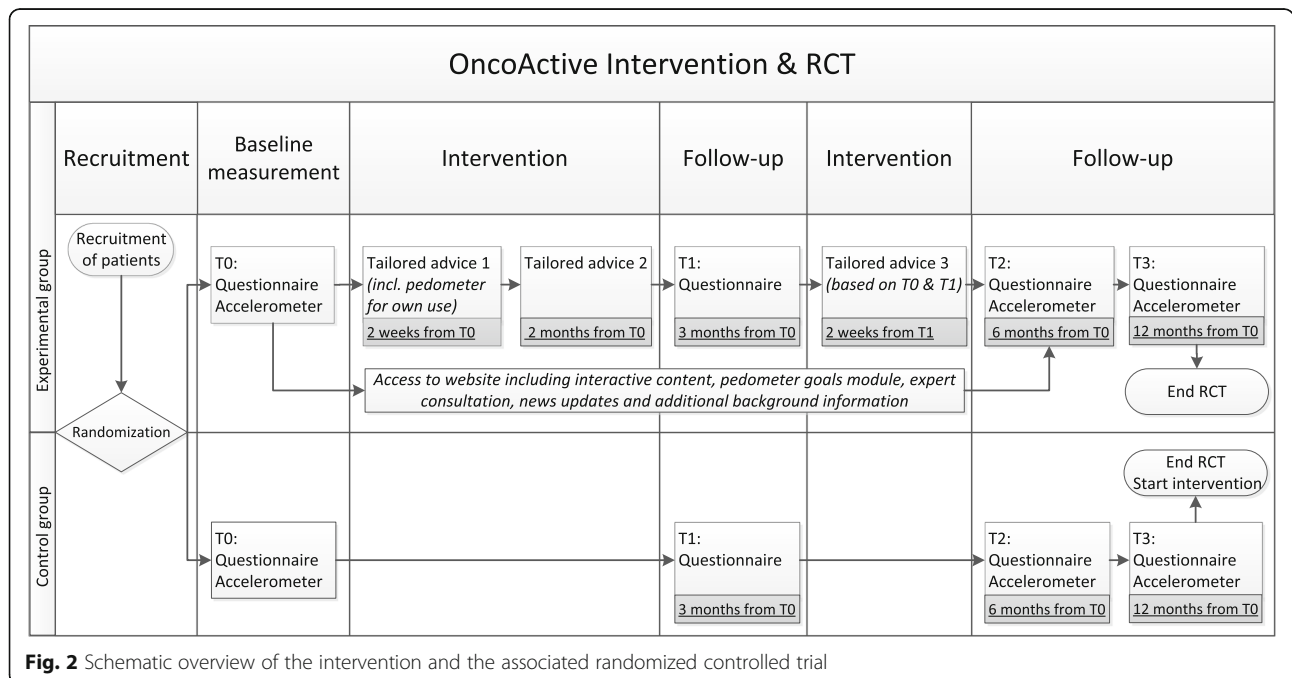 OncoActive Intervention & RCT
Recruitment
Baseline
measurement
Intervention
Follow-up
Intervention
Follow-up
Experimental group
Recruitment
of patients
Randomization
T0:
Questionnaire
Accelerometer
Tailored advice 1
(incl. pedometer
for own use)
2 weeks from T0
Tailored advice 2
2 months from T0
T1:
Questionnaire
3 months from T0
Tailored advice 3
(based on T0 & T1)
2 weeks from T1
T2:
Questionnaire
Accelerometer
6 months from T0
T3:
Questionnaire
Accelerometer
12 months from T0
Access to website including interactive content, pedometer goals module, expert
consultation, news updates and additional background information
End RCT
Control group
T0:
Questionnaire
Accelerometer
T1:
Questionnaire
3 months from T0
T2:
Questionnaire
Accelerometer
6 months from T0
T3:
Questionnaire
Accelerometer
12 months from T0
End RCT
Start intervention
Fig. 2 Schematic overview of the intervention and the associated randomized controlled trial